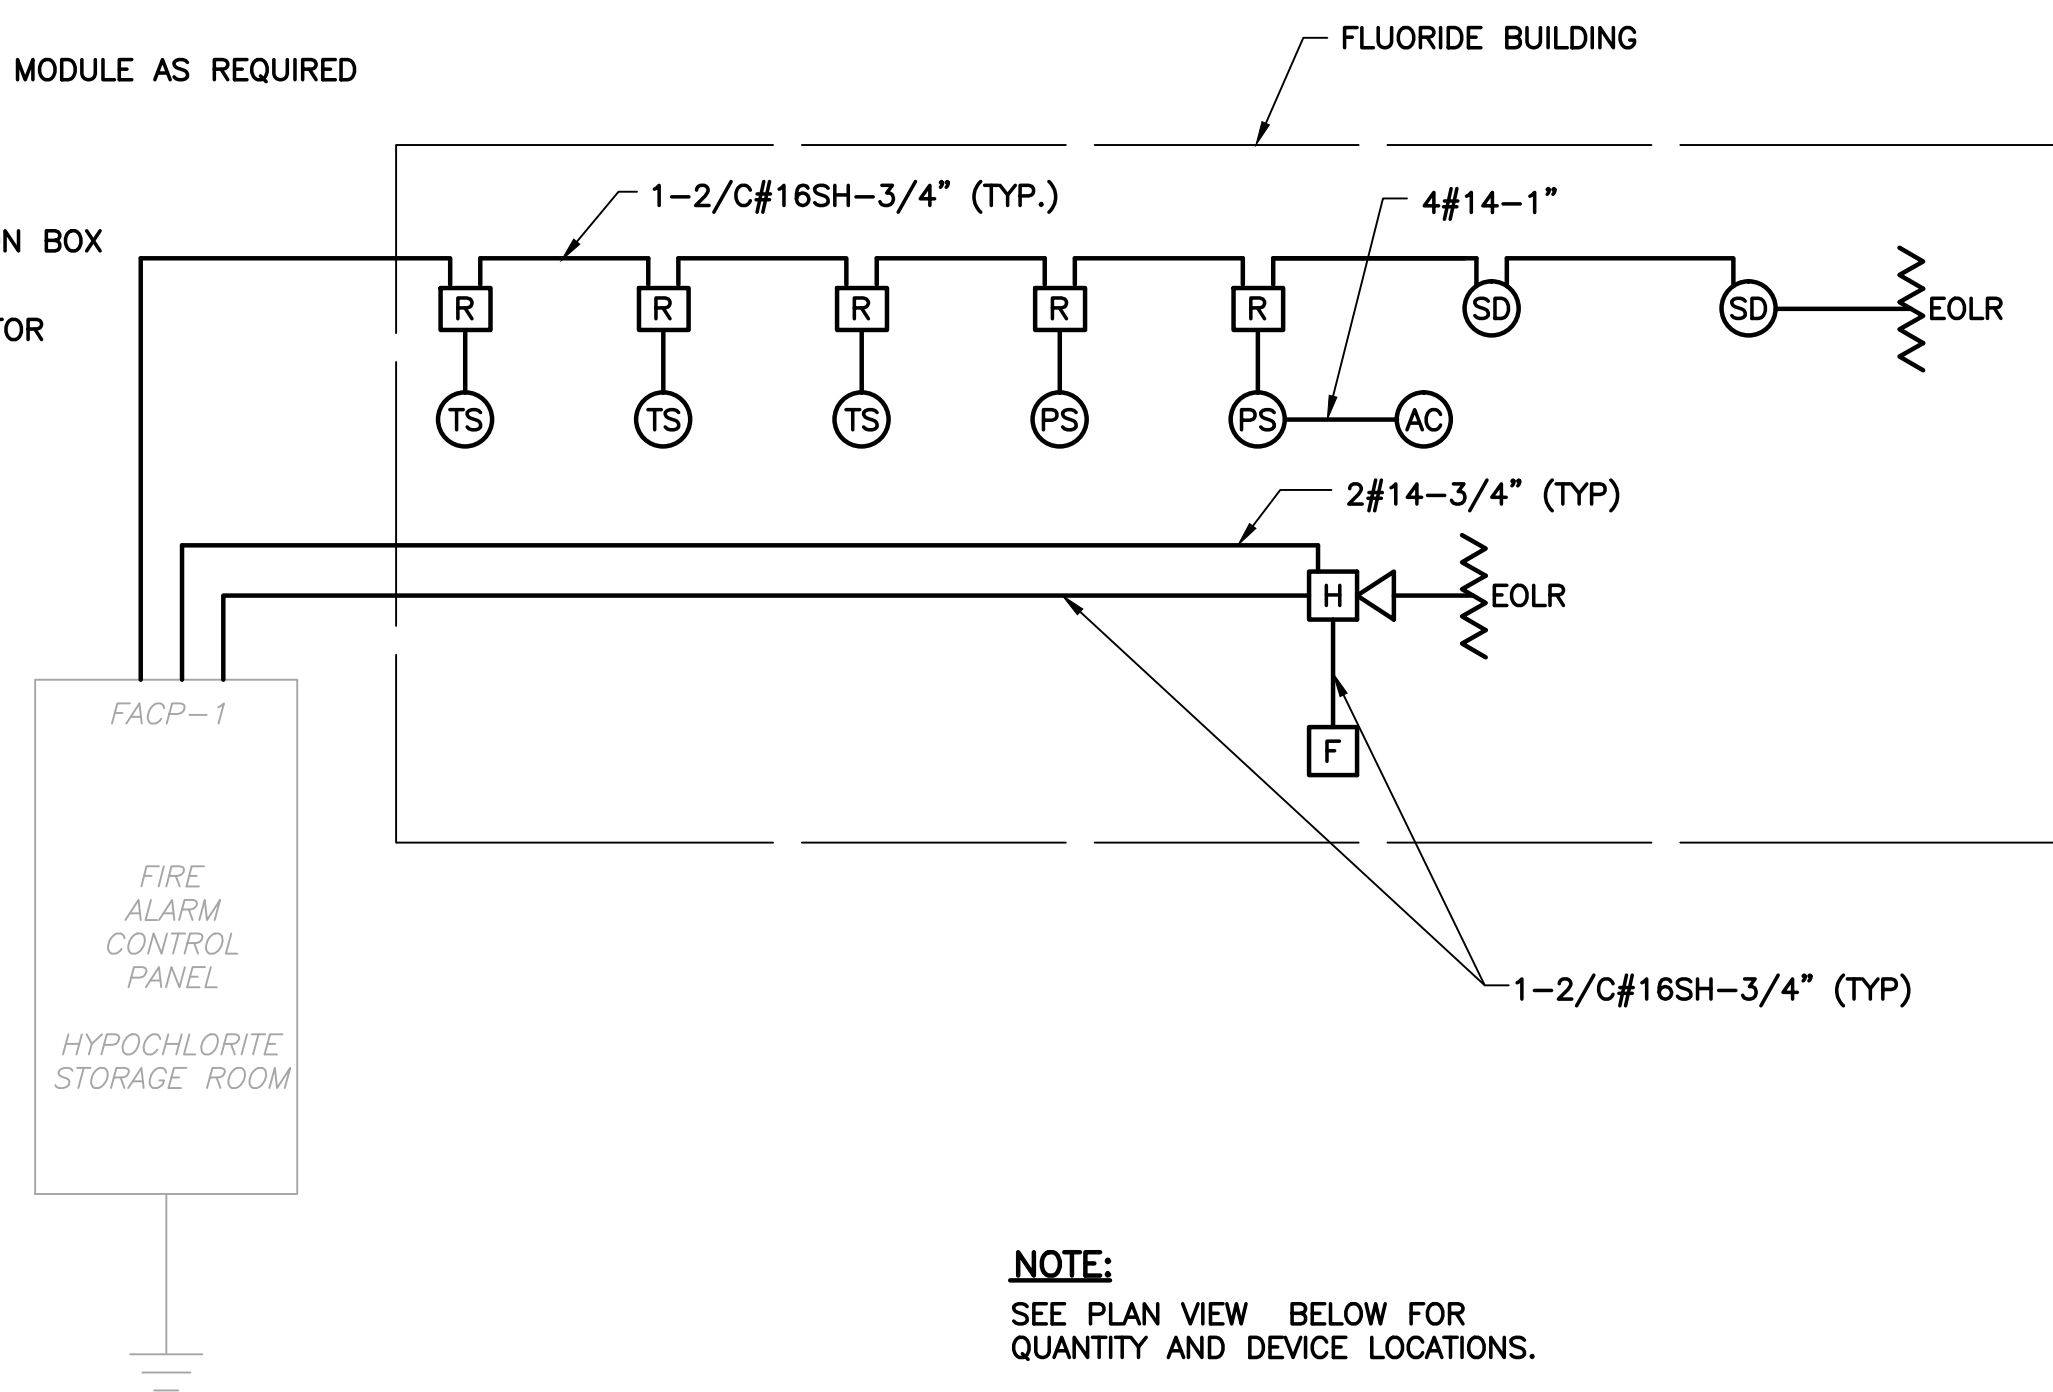 FLUORIDE BUILDING
MODULE AS REQUIRED
1-2/C#16SH-3/4" (TYP.)
4#14-1"
N BOX
TOR
R R R R R SD SD EOLR
TS TS TS PS PS AC
2#14-3/4" (TYP)
H EOLR
F
FACP-1
FIRE
ALARM
CONTROL
PANEL
HYPOCHLORITE
STORAGE ROOM
1-2/C#16SH-3/4" (TYP)
NOTE:
SEE PLAN VIEW BELOW FOR
QUANTITY AND DEVICE LOCATIONS.